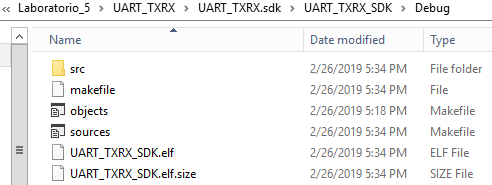 « Laboratorio_5 > UART_TXRX > UART_TXRX.sdk > UART_TXRX_SDK > Debug
Name Date modified Type
src 2/26/2019 5:34 PM File folder
makefile 2/26/2019 5:34 PM File
objects 2/26/2019 5:18 PM Makefile
sources 2/26/2019 5:34 PM Makefile
UART_TXRX_SDK.elf 2/26/2019 5:34 PM ELF File
UART_TXRX_SDK.elf.size 2/26/2019 5:34 PM SIZE File